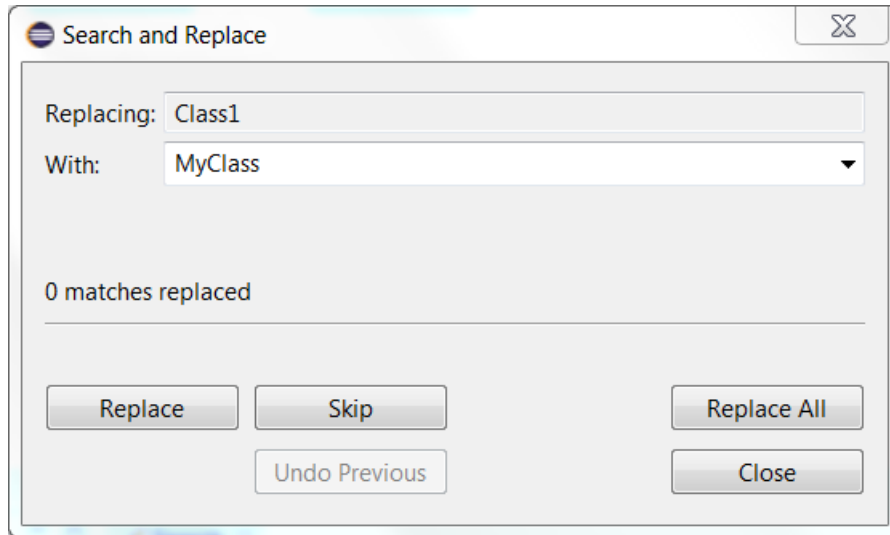 Search and Replace
Replacing: Class1
With: MyClass
0 matches replaced
Replace Skip Replace All
Undo Previous Close